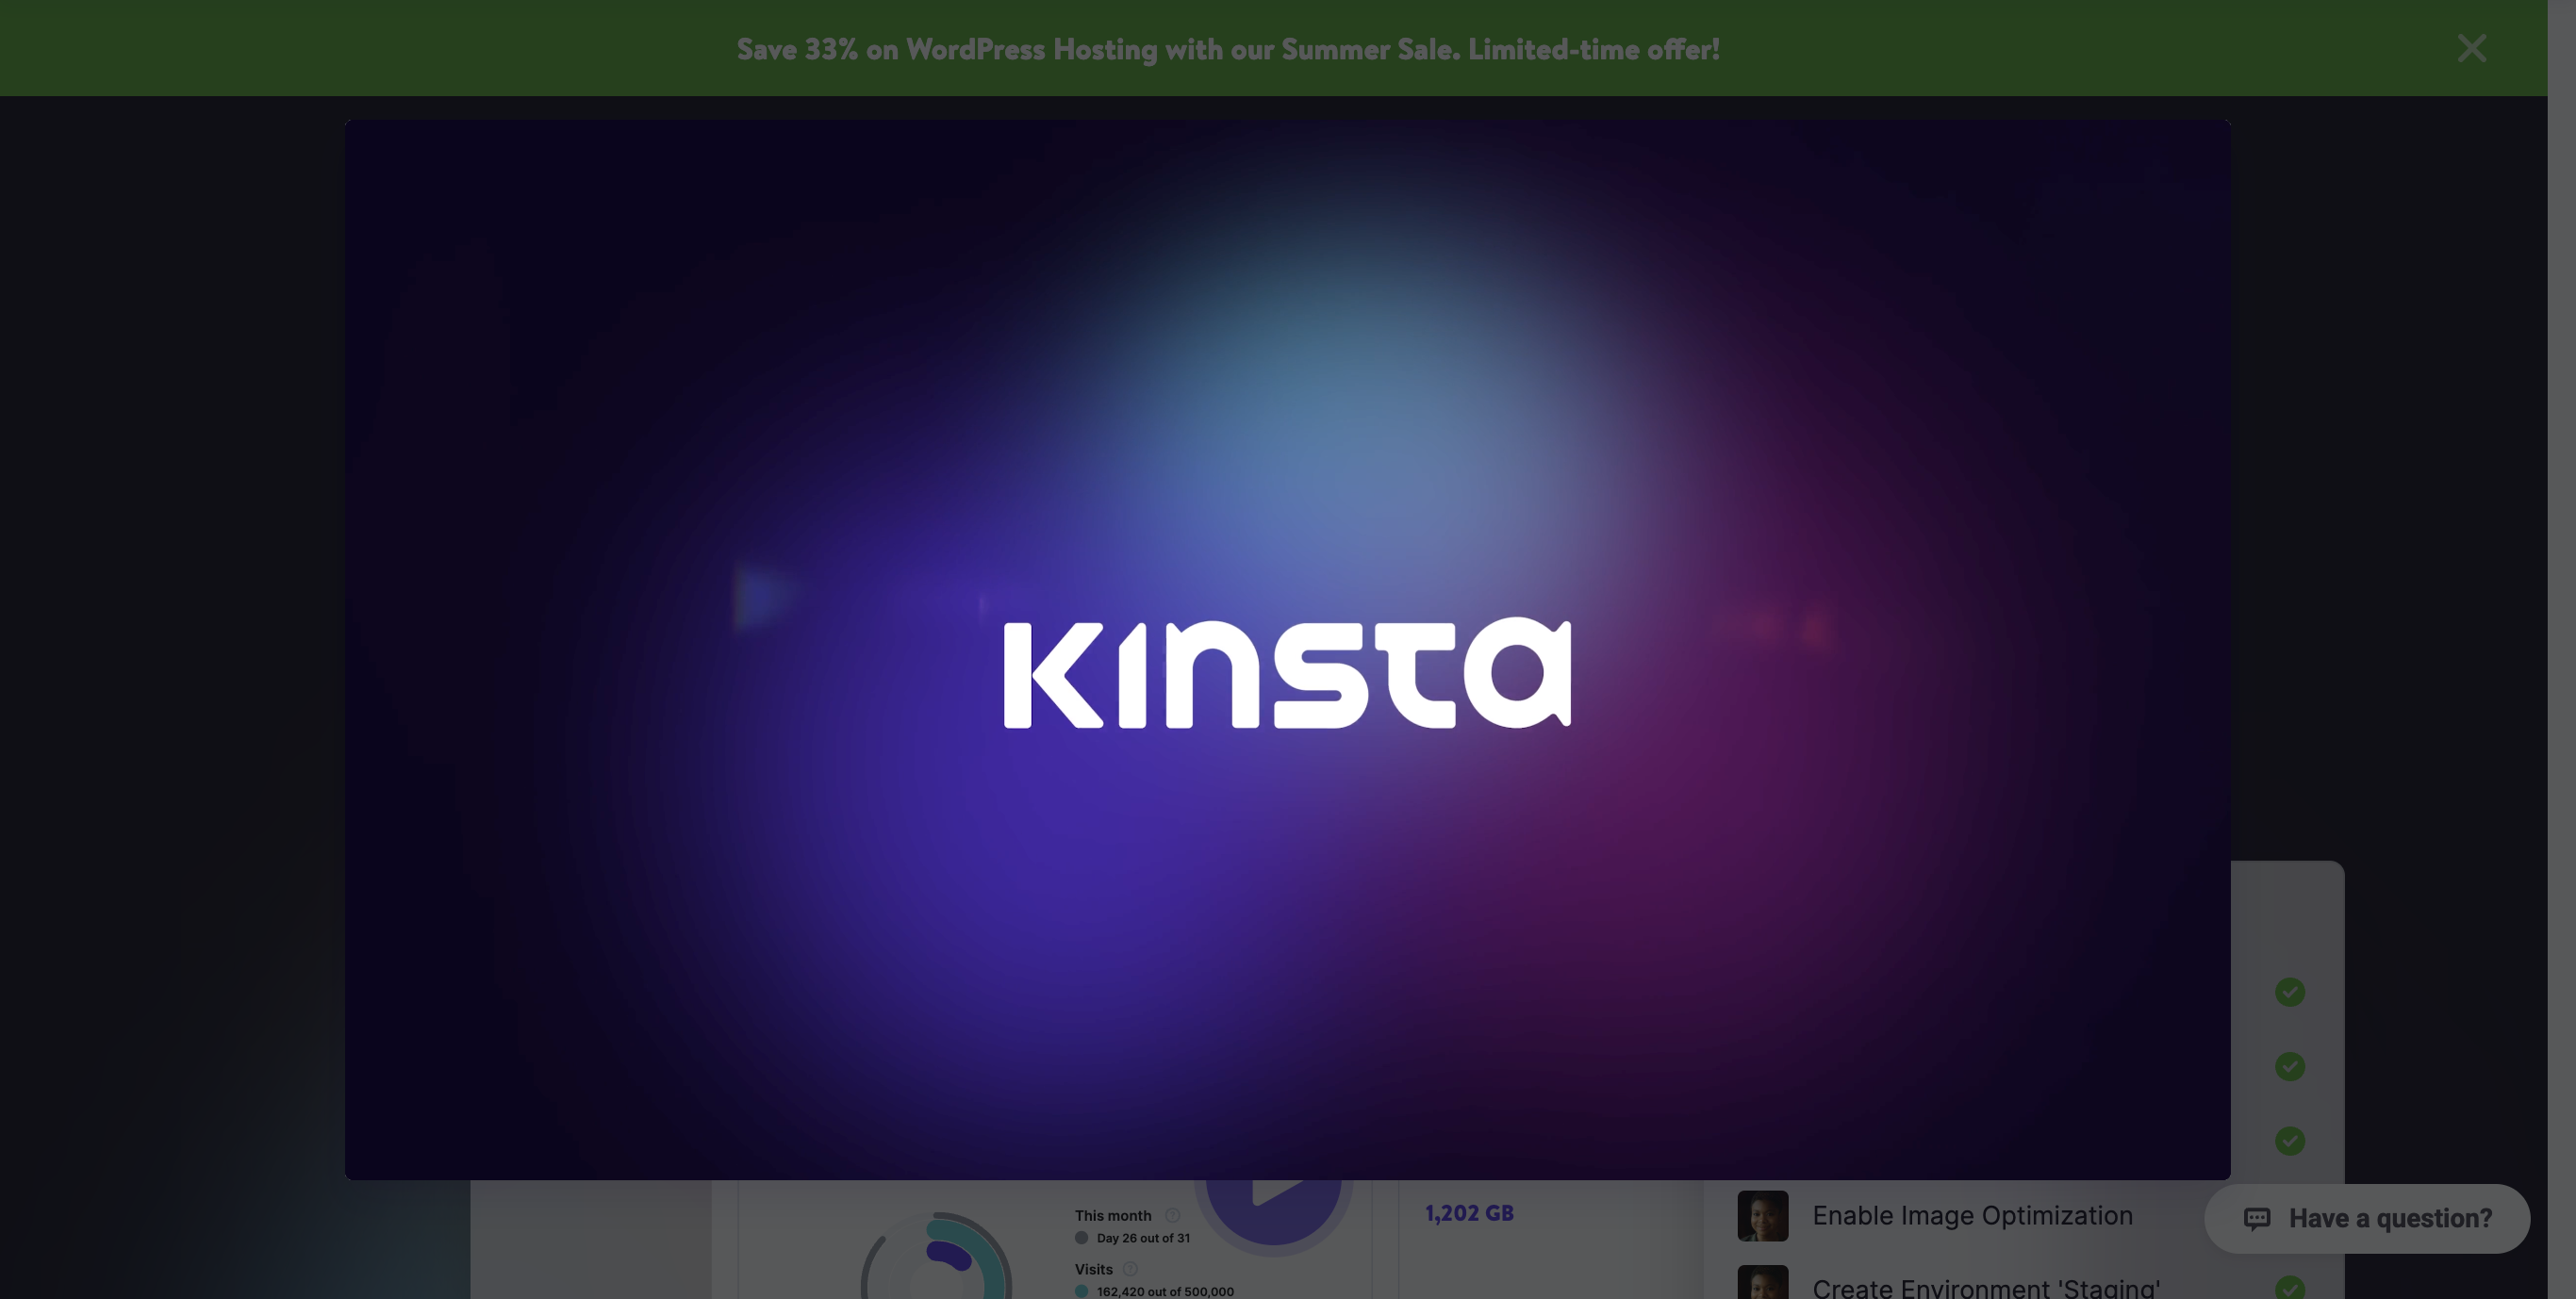 Save 33% on WordPress Hosting with our Summer Sale. Limited-time offer!
Kinsta
This month
Day 26 out of 31
Visits
162,420 out of 500,000
1,202 GB
Enable Image Optimization
Create Environment 'Staging'
Have a question?